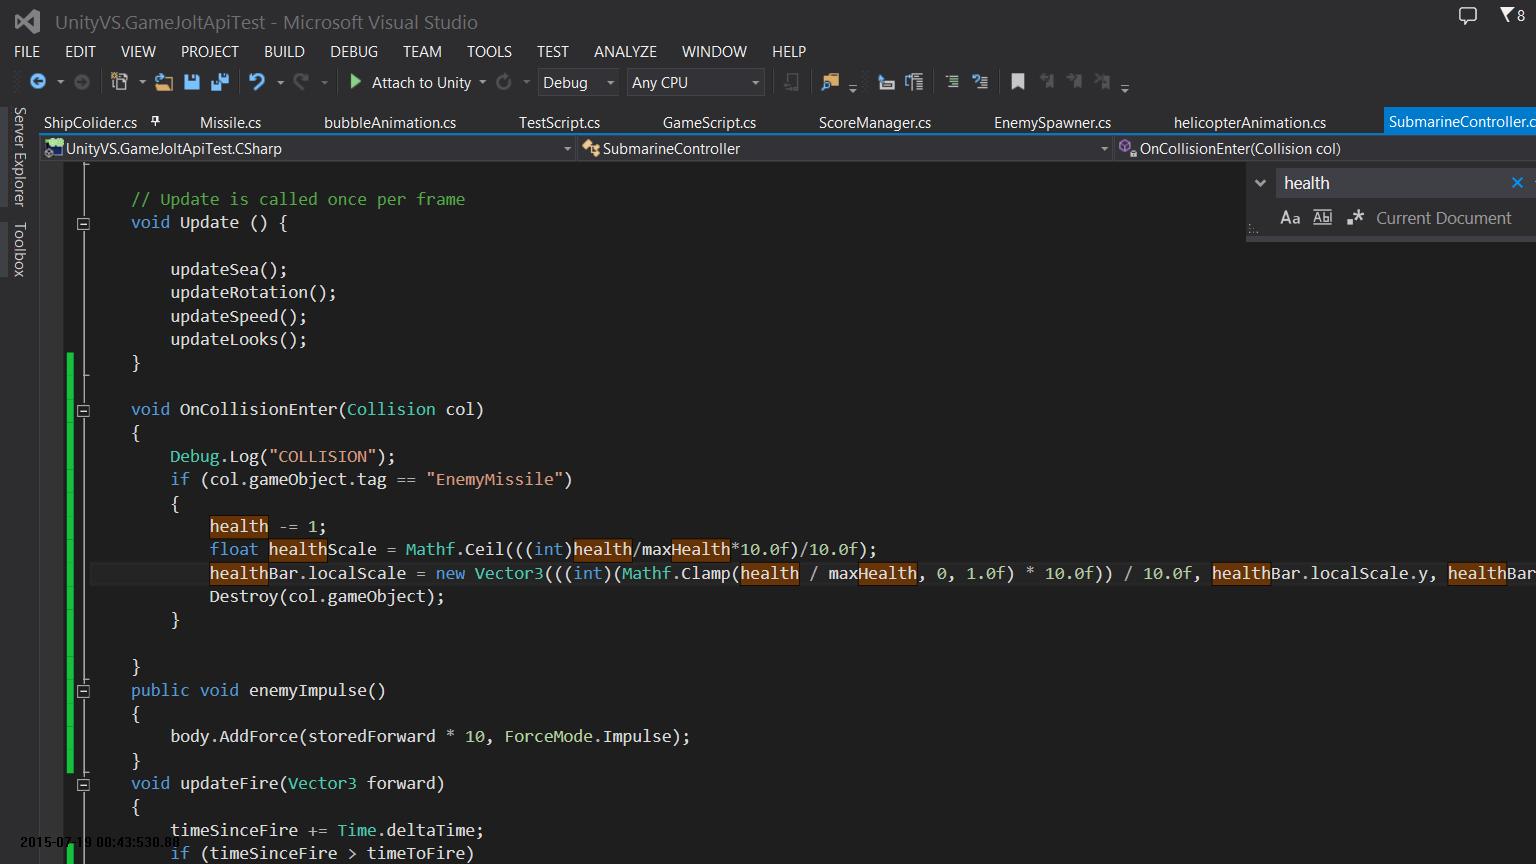 UnityVS.GameJoltApiTest - Microsoft Visual Studio
8
FILE EDIT VIEW PROJECT BUILD DEBUG TEAM TOOLS TEST ANALYZE WINDOW HELP
Attach to Unity Debug Any CPU
Server Explorer
Toolbox
ShipColider.cs Missile.cs bubbleAnimation.cs TestScript.cs GameScript.cs ScoreManager.cs EnemySpawner.cs helicopterAnimation.cs SubmarineController.c
UnityVS.GameJoltApiTest.CSharp SubmarineController OnCollisionEnter(Collision col)
health
Aa Abl .* Current Document
// Update is called once per frame
void Update () {
updateSea();
updateRotation();
updateSpeed();
updateLooks();
}
void OnCollisionEnter(Collision col)
{
Debug.Log("COLLISION");
if (col.gameObject.tag == "EnemyMissile")
{
health -= 1;
float healthScale = Mathf.Ceil(((int)health/maxHealth*10.0f)/10.0f);
healthBar.localScale = new Vector3(((int)(Mathf.Clamp(health / maxHealth, 0, 1.0f) * 10.0f)) / 10.0f, healthBar.localScale.y, healthBar
Destroy(col.gameObject);
}
}
public void enemyImpulse()
{
body.AddForce(storedForward * 10, ForceMode.Impulse);
}
void updateFire(Vector3 forward)
{
timeSinceFire += Time.deltaTime;
if (timeSinceFire > timeToFire)
2015-07-19 00:43:530.88